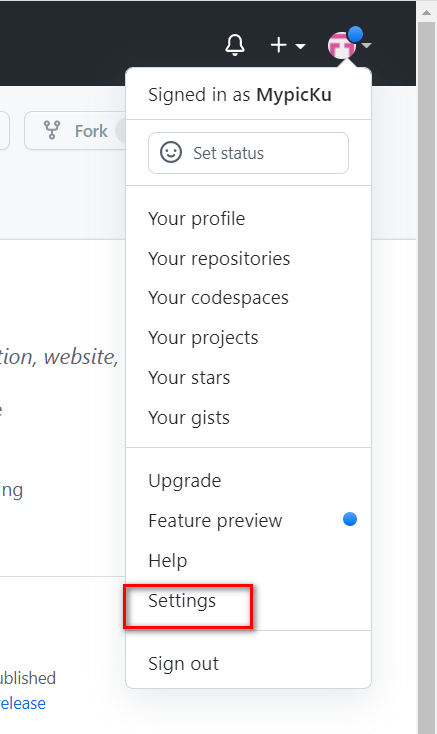 Fork
Signed in as MypicKu
Set status
Your profile
Your repositories
Your codespaces
tion, website,
Your projects
Your stars
Your gists
Upgrade
Feature preview
Help
Settings
Sign out
ublished
elease